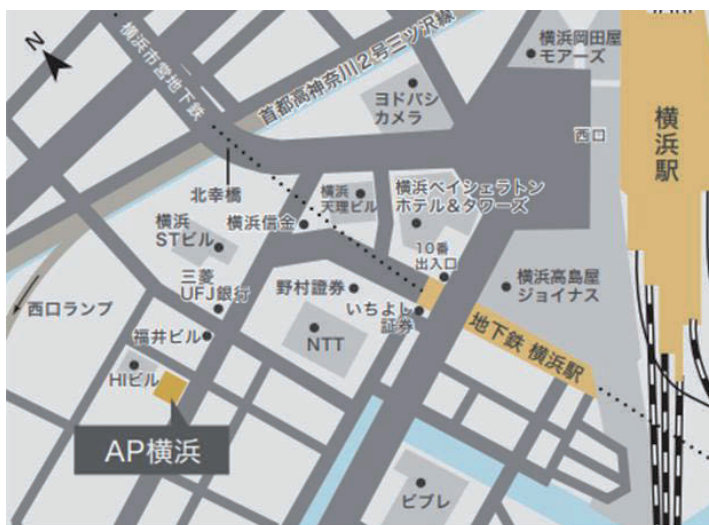 N
横浜市営地下鉄
首都高神奈川2号三ツ沢線
横浜岡田屋
モアーズ
ヨドバシ
カメラ
西口
横浜駅
北幸橋
横浜
天理ビル
横浜ベイシェラトン
ホテル&タワーズ
横浜
STビル
横浜信金
10番
出入口
三菱
UFJ銀行
野村證券
横浜高島屋
ジョイナス
西口ランプ
いちよし
証券
福井ビル
NTT
地下鉄 横浜駅
HIビル
AP横浜
ビブレ